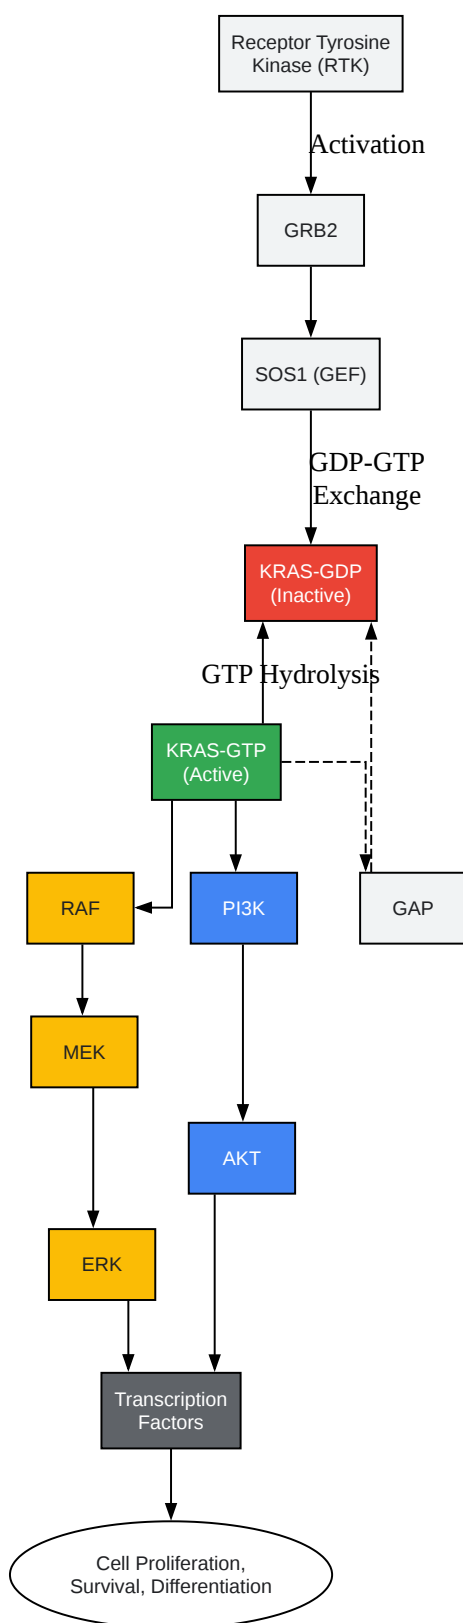 Receptor Tyrosine
Kinase (RTK)
Activation
GRB2
SOS1 (GEF)
GDP-GTP
Exchange
KRAS-GDP
(Inactive)
GTP Hydrolysis
KRAS-GTP
(Active)
RAF
PI3K
GAP
MEK
AKT
ERK
Transcription
Factors
Cell Proliferation,
Survival, Differentiation